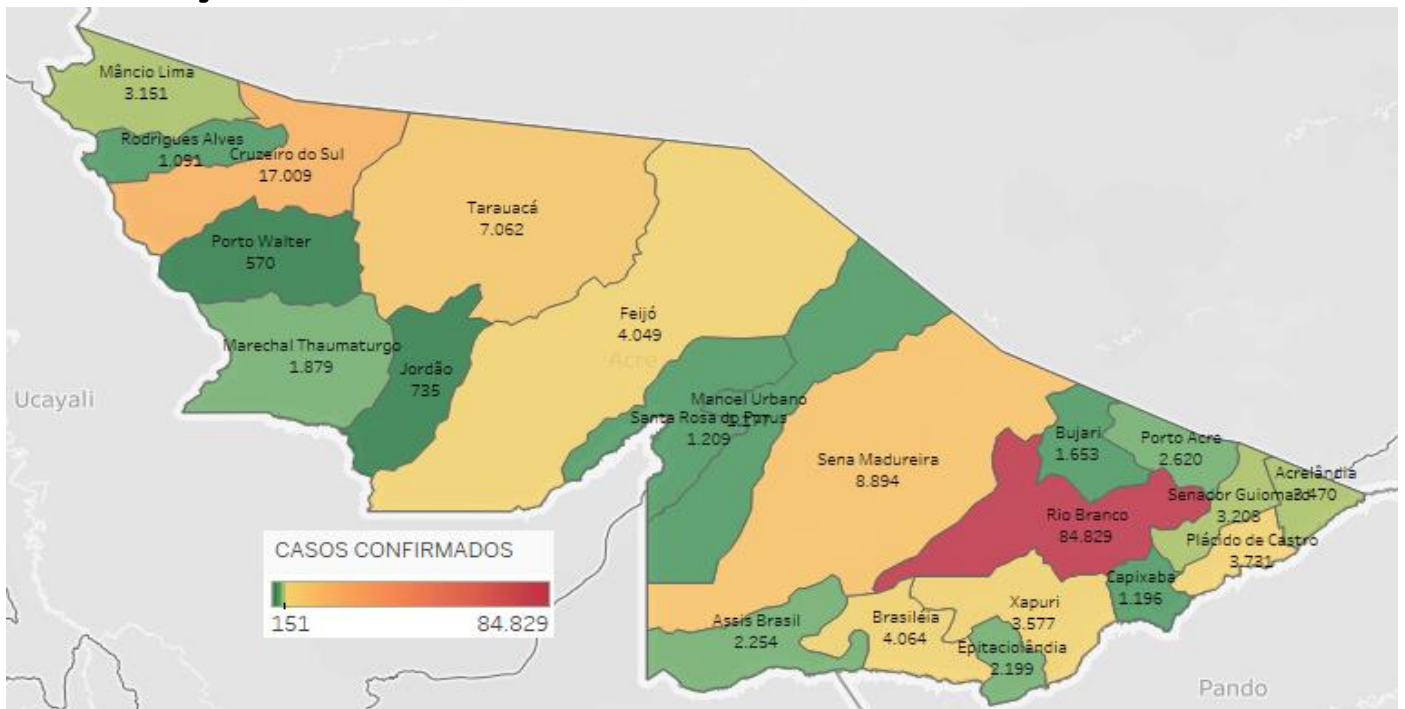 Mâncio Lima
3.151
Rodrigues Alves
1.091
Cruzeiro do Sul
17.009
Tarauacá
7.062
Porto Walter
570
Feijó
4.049
Acre
Marechal Thaumaturgo
1.879
Jordão
735
Ucayali
Manoel Urbano
Santa Rosa do Purus
1.209
Sena Madureira
8.894
Bujari
1.653
Porto Acre
2.620
Acrelândia
3.470
Senador Guiomard
3.208
Rio Branco
84.829
Plácido de Castro
3.731
Capixaba
1.196
Xapuri
3.577
Brasiléia
4.064
Assis Brasil
2.254
Epitaciolândia
2.199
Pando
CASOS CONFIRMADOS
151
84.829